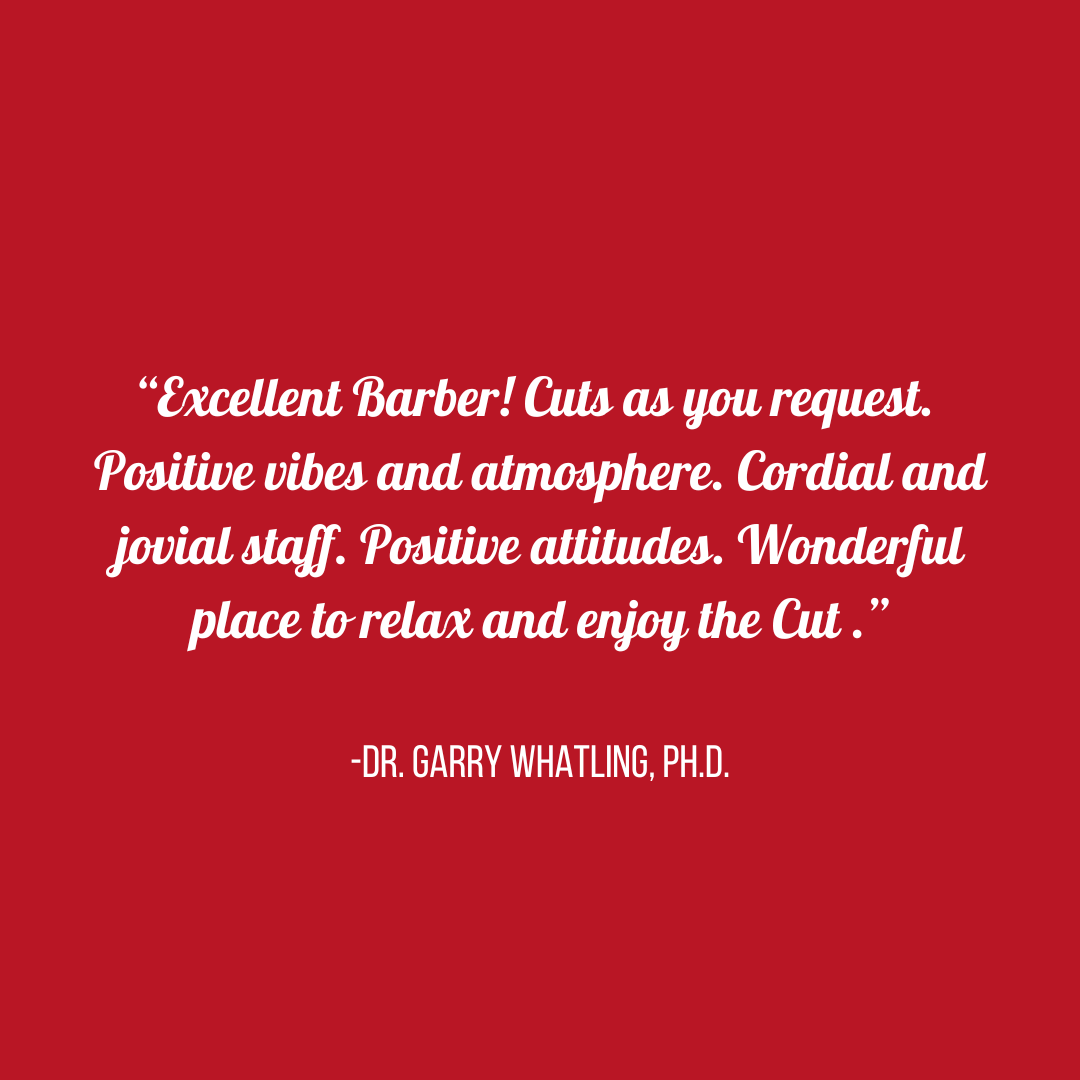 “Excellent Barber! Cuts as you request.
Positive vibes and atmosphere. Cordial and
jovial staff. Positive attitudes. Wonderful
place to relax and enjoy the Cut .”
-DR. GARRY WHATLING, PH.D.